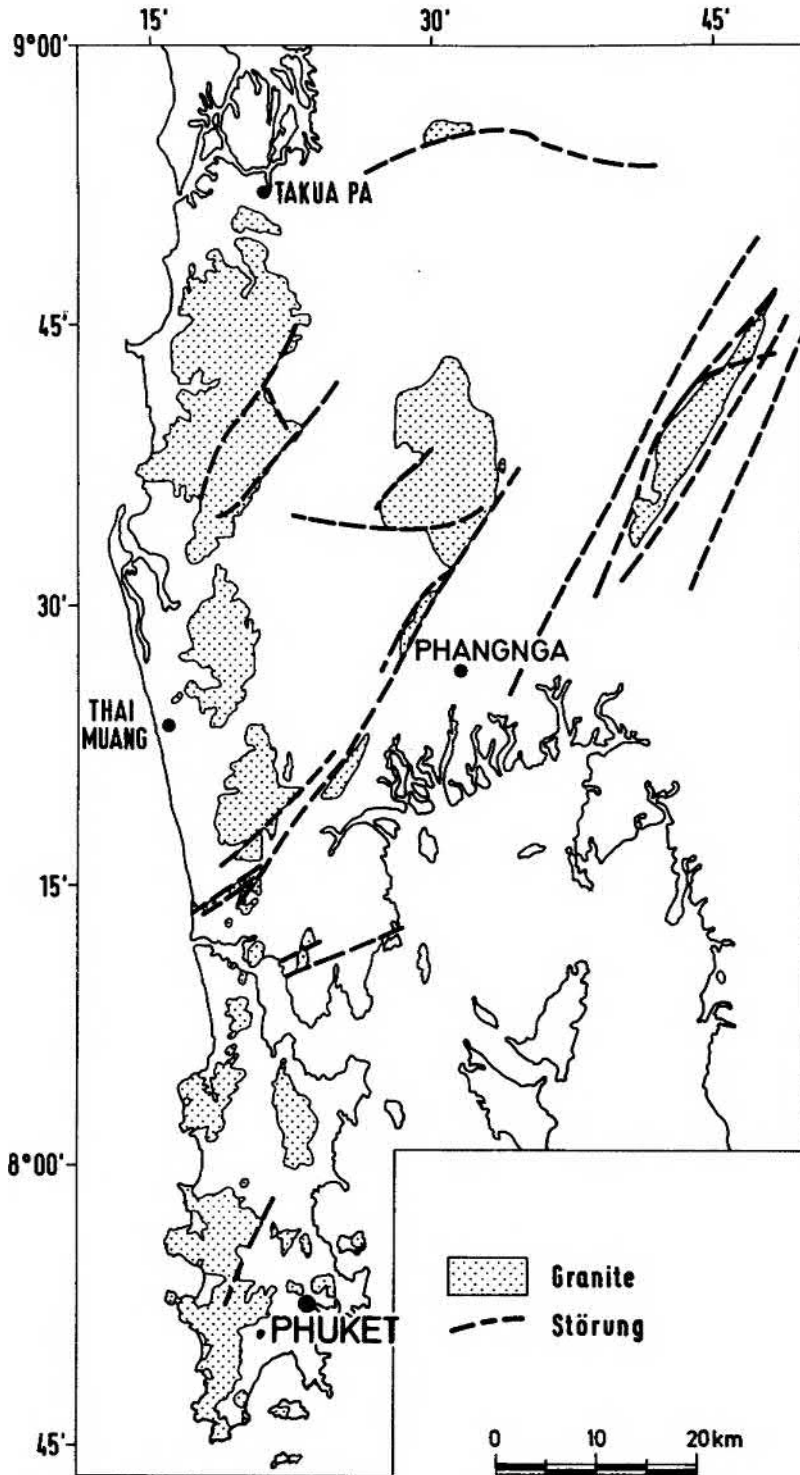 15' 30' 45'
9°00'
TAKUA PA
45'
30'
PHANGNGA
THAI
MUANG
15'
8°00'
Granite
Störung
PHUKET
45'
0 10 20km